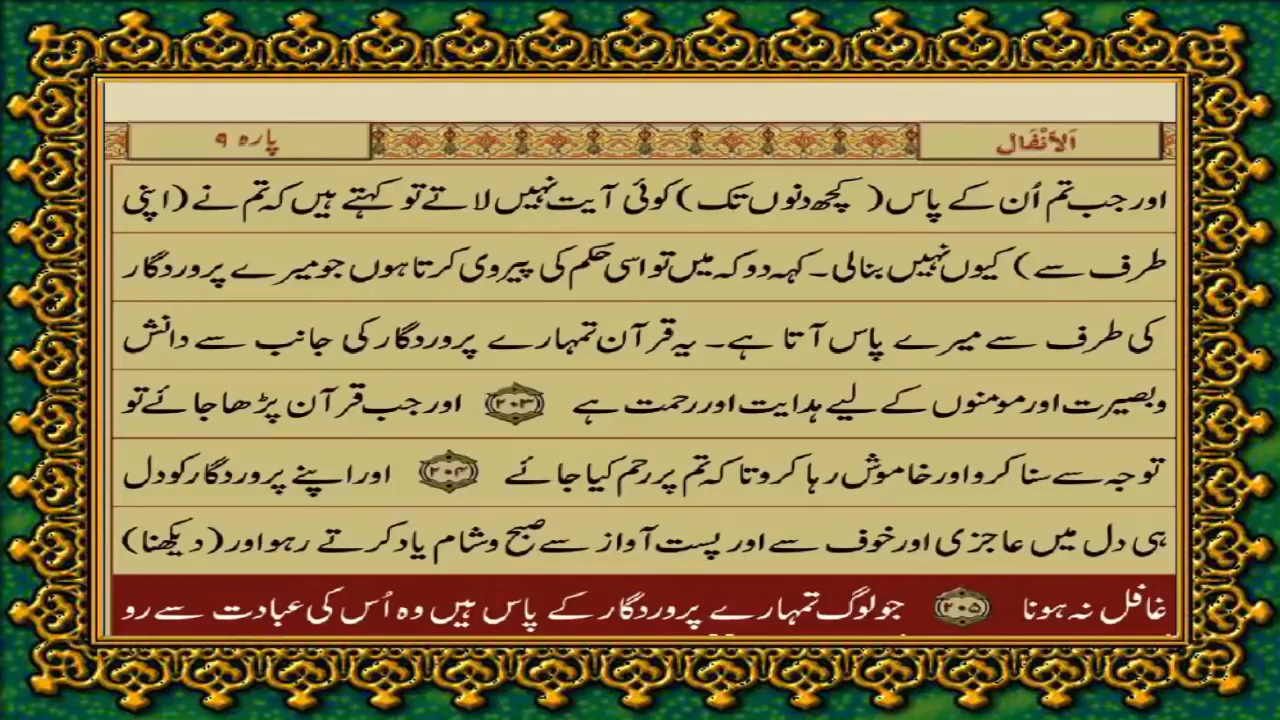 اَلْاَنْفَال
پارہ ۹
اور جب تم اُن کے پاس ( کچھ دنوں تک ) کوئی آیت نہیں لاتے تو کہتے ہیں کہ تم نے (اپنی
طرف سے ) کیوں نہیں بنالی۔ کہہ دو کہ میں تو اسی حکم کی پیروی کرتا ہوں جو میرے پروردگار
کی طرف سے میرے پاس آتا ہے۔ یہ قرآن تمہارے پروردگار کی جانب سے دانش
وبصیرت اور مومنوں کے لیے ہدایت اور رحمت ہے ۲۰۳ اور جب قرآن پڑھا جائے تو
توجہ سے سنا کرو اور خاموش رہا کرو تا کہ تم پر رحم کیا جائے ۲۰۴ اور اپنے پروردگار کو دل
ہی دل میں عاجزی اور خوف سے اور پست آواز سے صبح وشام یاد کرتے رہو اور (دیکھنا)
غافل نہ ہونا ۲۰۵ جو لوگ تمہارے پروردگار کے پاس ہیں وہ اُس کی عبادت سے رو